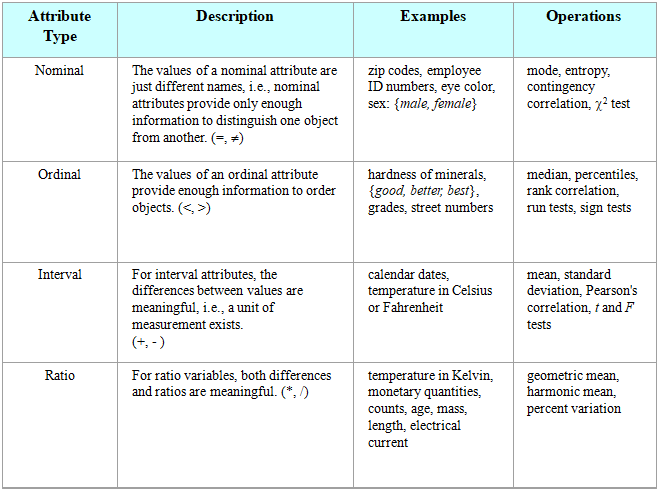 Attribute Type
Description
Examples
Operations
Nominal
The values of a nominal attribute are
just different names, i.e., nominal
attributes provide only enough
information to distinguish one object
from another. (=, ≠)
zip codes, employee
ID numbers, eye color,
sex: {male, female}
mode, entropy,
contingency
correlation, χ² test
Ordinal
The values of an ordinal attribute
provide enough information to order
objects. (<, >)
hardness of minerals,
{good, better, best},
grades, street numbers
median, percentiles,
rank correlation,
run tests, sign tests
Interval
For interval attributes, the
differences between values are
meaningful, i.e., a unit of
measurement exists.
(+, - )
calendar dates,
temperature in Celsius
or Fahrenheit
mean, standard
deviation, Pearson's
correlation, t and F
tests
Ratio
For ratio variables, both differences
and ratios are meaningful. (*, /)
temperature in Kelvin,
monetary quantities,
counts, age, mass,
length, electrical
current
geometric mean,
harmonic mean,
percent variation